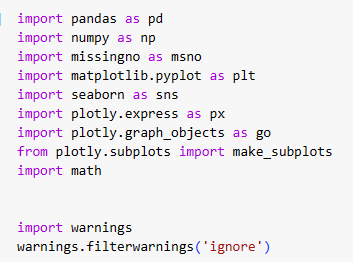 import pandas as pd
import numpy as np
import missingno as msno
import matplotlib.pyplot as plt
import seaborn as sns
import plotly.express as px
import plotly.graph_objects as go
from plotly.subplots import make_subplots
import math
import warnings
warnings.filterwarnings('ignore')